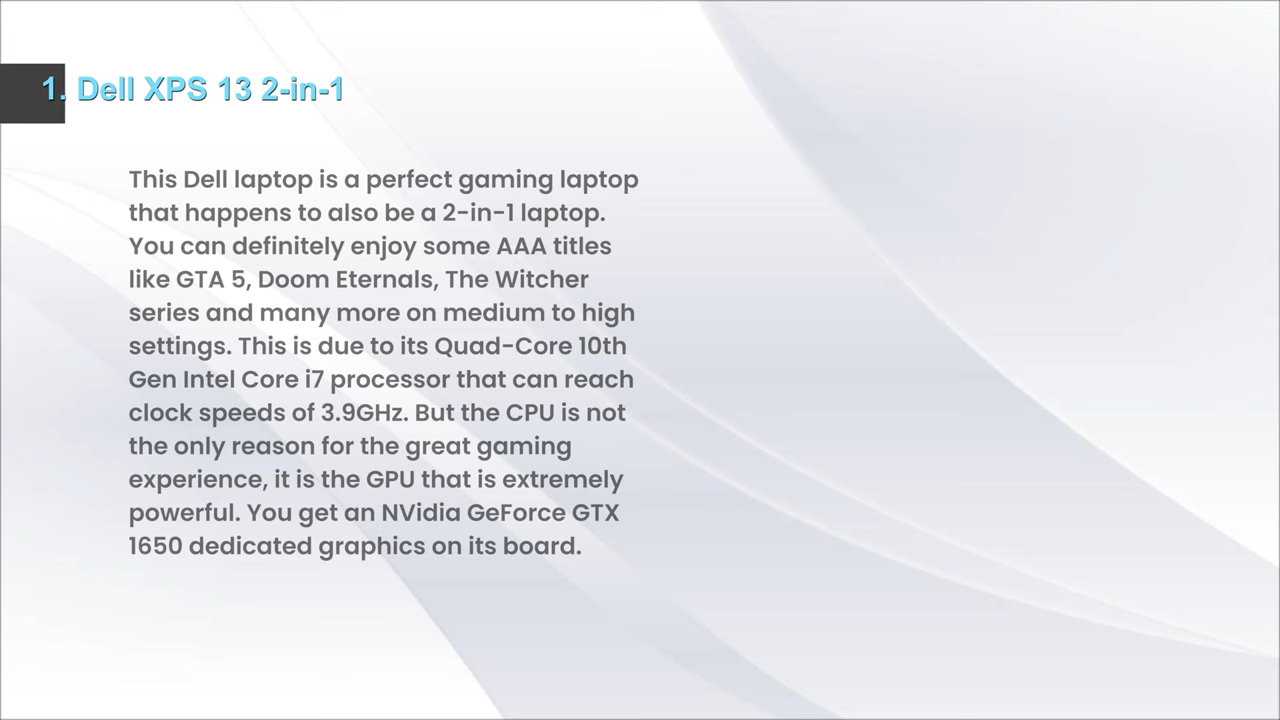 1. Dell XPS 13 2-in-1
This Dell laptop is a perfect gaming laptop
that happens to also be a 2-in-1 laptop.
You can definitely enjoy some AAA titles
like GTA 5, Doom Eternals, The Witcher
series and many more on medium to high
settings. This is due to its Quad-Core 10th
Gen Intel Core i7 processor that can reach
clock speeds of 3.9GHz. But the CPU is not
the only reason for the great gaming
experience, it is the GPU that is extremely
powerful. You get an NVidia GeForce GTX
1650 dedicated graphics on its board.